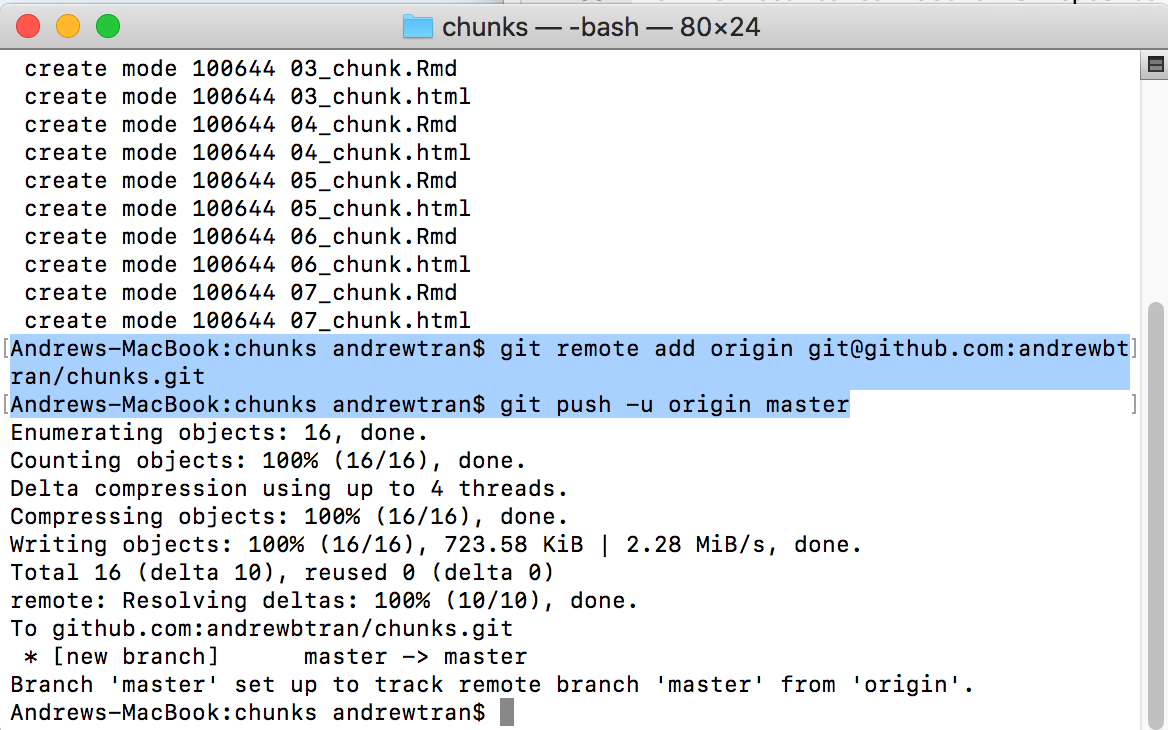 chunks — -bash — 80×24
create mode 100644 03_chunk.Rmd
create mode 100644 03_chunk.html
create mode 100644 04_chunk.Rmd
create mode 100644 04_chunk.html
create mode 100644 05_chunk.Rmd
create mode 100644 05_chunk.html
create mode 100644 06_chunk.Rmd
create mode 100644 06_chunk.html
create mode 100644 07_chunk.Rmd
create mode 100644 07_chunk.html
[Andrews-MacBook:chunks andrewtran$ git remote add origin git@github.com:andrewbt]
ran/chunks.git
[Andrews-MacBook:chunks andrewtran$ git push -u origin master ]
Enumerating objects: 16, done.
Counting objects: 100% (16/16), done.
Delta compression using up to 4 threads.
Compressing objects: 100% (16/16), done.
Writing objects: 100% (16/16), 723.58 KiB | 2.28 MiB/s, done.
Total 16 (delta 10), reused 0 (delta 0)
remote: Resolving deltas: 100% (10/10), done.
To github.com:andrewbtran/chunks.git
 * [new branch]      master -> master
Branch 'master' set up to track remote branch 'master' from 'origin'.
Andrews-MacBook:chunks andrewtran$